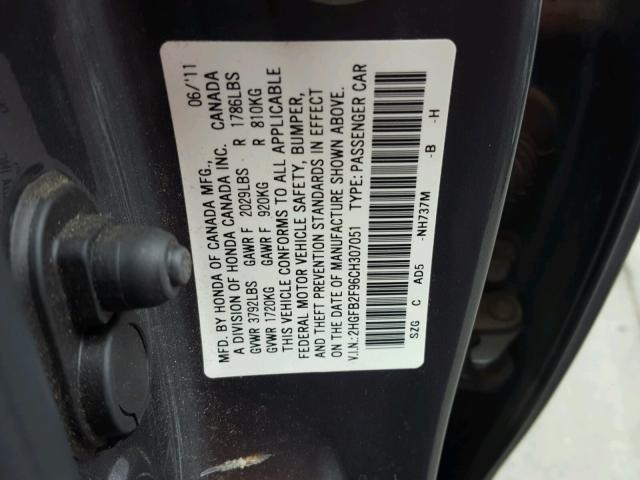 MFD. BY HONDA OF CANADA MFG., 06/'11
A DIVISION OF HONDA CANADA INC. CANADA
GVWR 3792LBS GAWR F 2029LBS R 1786LBS
GVWR 1720KG GAWR F 920KG R 810KG
THIS VEHICLE CONFORMS TO ALL APPLICABLE
FEDERAL MOTOR VEHICLE SAFETY, BUMPER,
AND THEFT PREVENTION STANDARDS IN EFFECT
ON THE DATE OF MANUFACTURE SHOWN ABOVE.
V.I.N.: 2HGFB2F96CH307051 TYPE: PASSENGER CAR
SZG C AD5 -NH737M -B -H